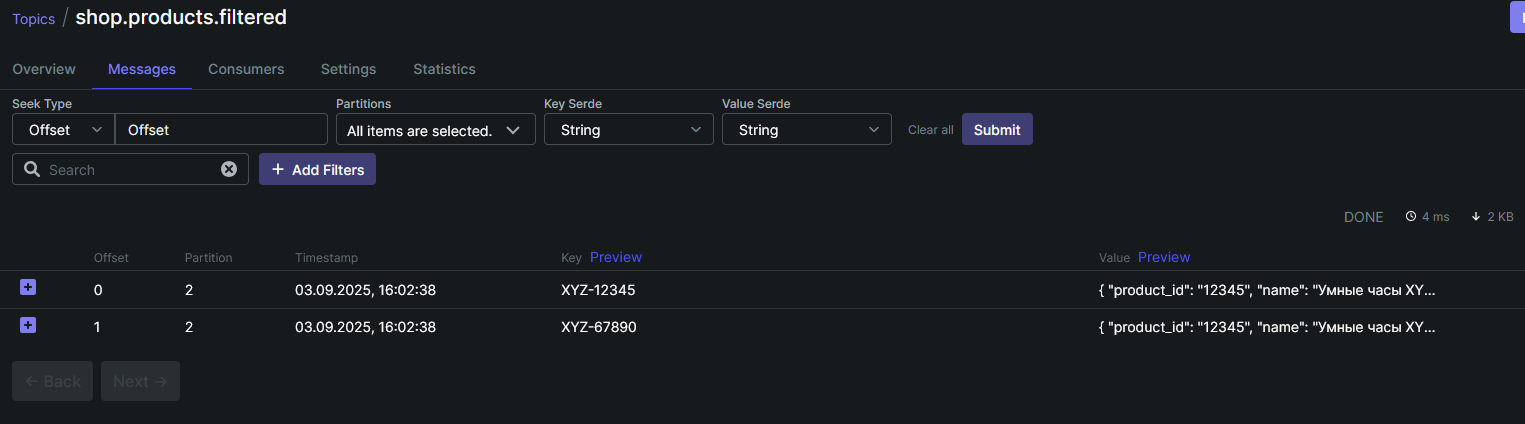 Topics / shop.products.filtered
Overview Messages Consumers Settings Statistics
Seek Type Partitions Key Serde Value Serde
Offset Offset All items are selected. String String Clear all Submit
Search + Add Filters
DONE 4 ms 2 KB
Offset Partition Timestamp Key Preview Value Preview
0 2 03.09.2025, 16:02:38 XYZ-12345 { "product_id": "12345", "name": "Умные часы XY...
1 2 03.09.2025, 16:02:38 XYZ-67890 { "product_id": "12345", "name": "Умные часы XY...
← Back Next →